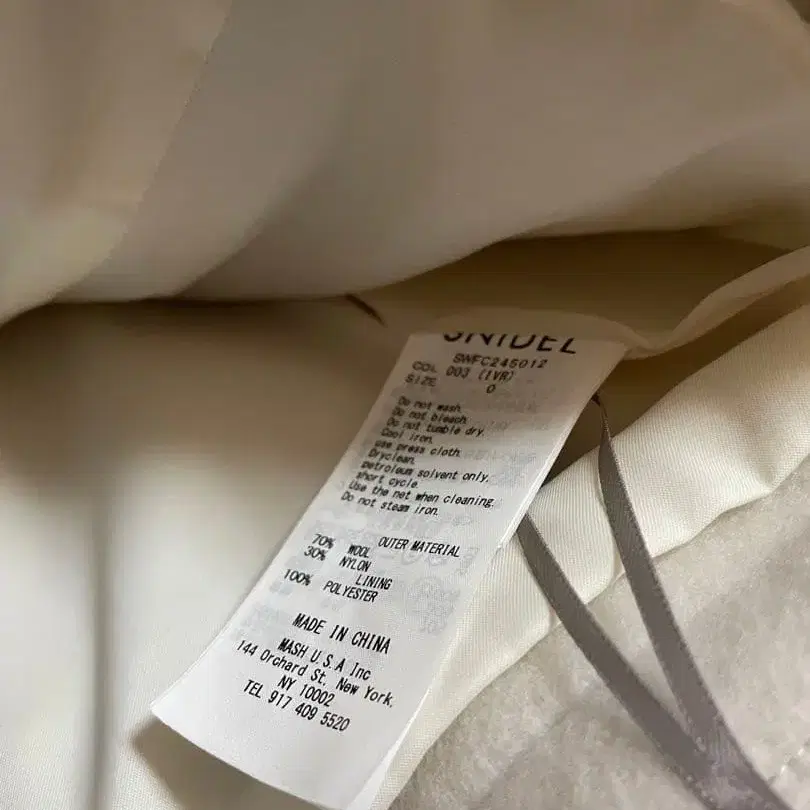 SNIDEL
SWFC245012
COL 003 (IVR)
SIZE 0
Do not wash.
Do not bleach.
Do not tumble dry.
Cool iron.
use press cloth.
Dryclean.
petroleum solvent only.
short cycle.
Use the net when cleaning.
Do not steam iron.
OUTER MATERIAL
70% WOOL
30% NYLON
LINING
100% POLYESTER
MADE IN CHINA
MASH U.S.A Inc
144 Orchard St. New York.
NY 10002
TEL 917 409 5520